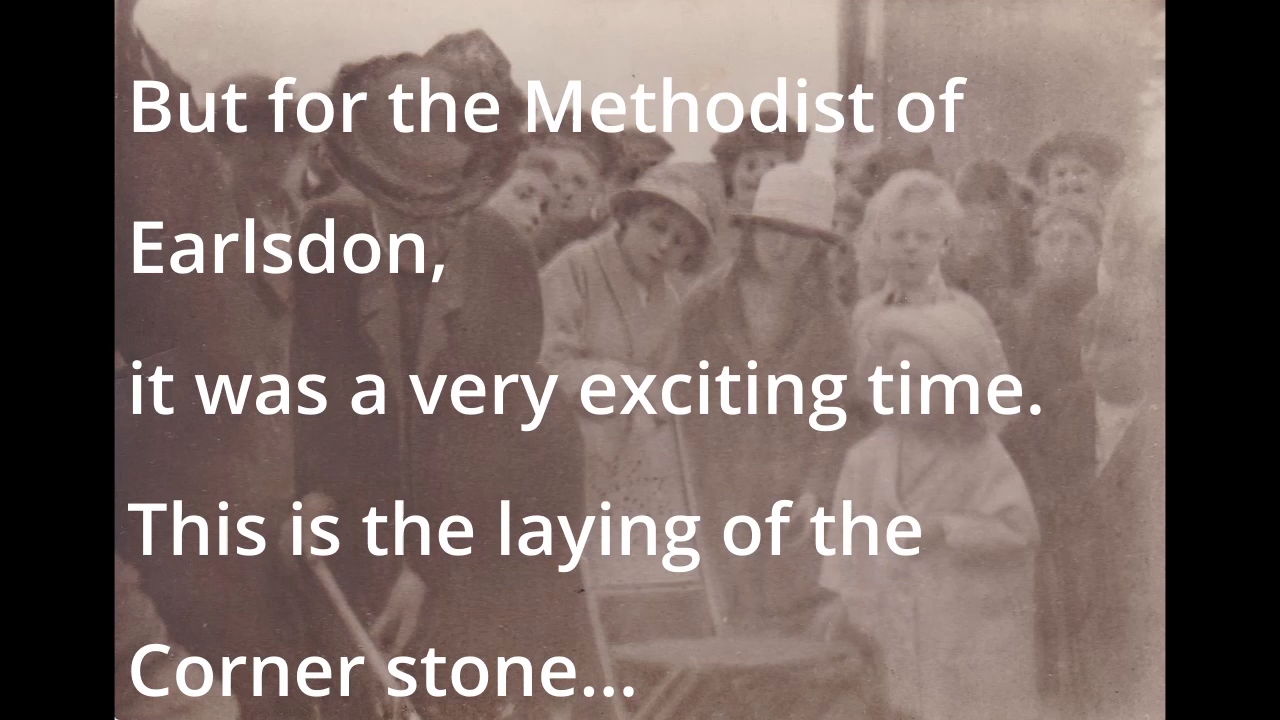 But for the Methodist of
Earlsdon,
it was a very exciting time.
This is the laying of the
Corner stone...